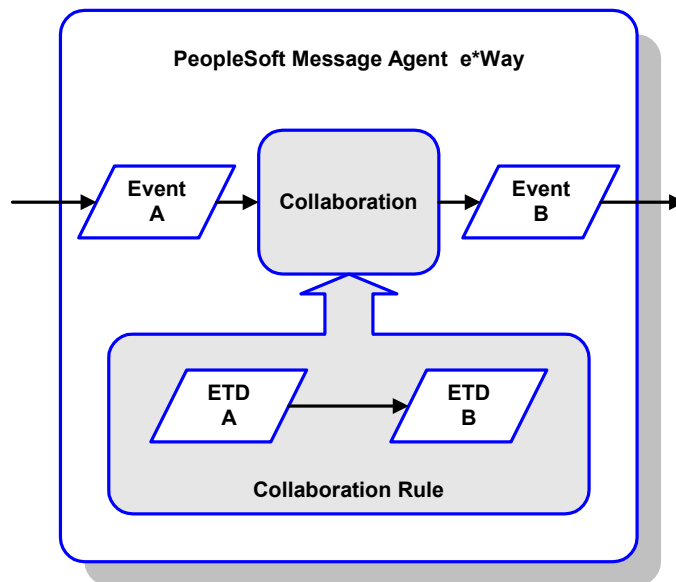 PeopleSoft Message Agent e*Way
Event
A
Collaboration
Event
B
ETD
A
ETD
B
Collaboration Rule